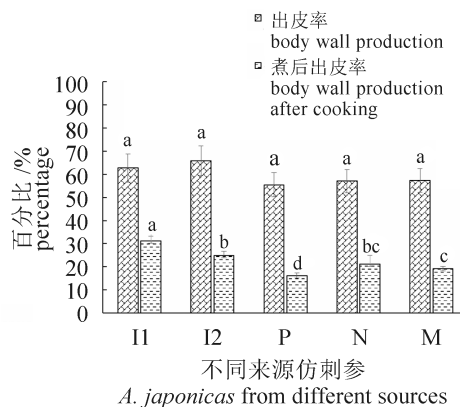 出皮率
body wall production
煮后出皮率
body wall production
after cooking
百分比 /%
percentage
100
90
80
70
60
50
40
30
20
10
0
a
a
a
a
a
a
b
d
bc
c
I1 I2 P N M
不同来源仿刺参
A. japonicas from different sources